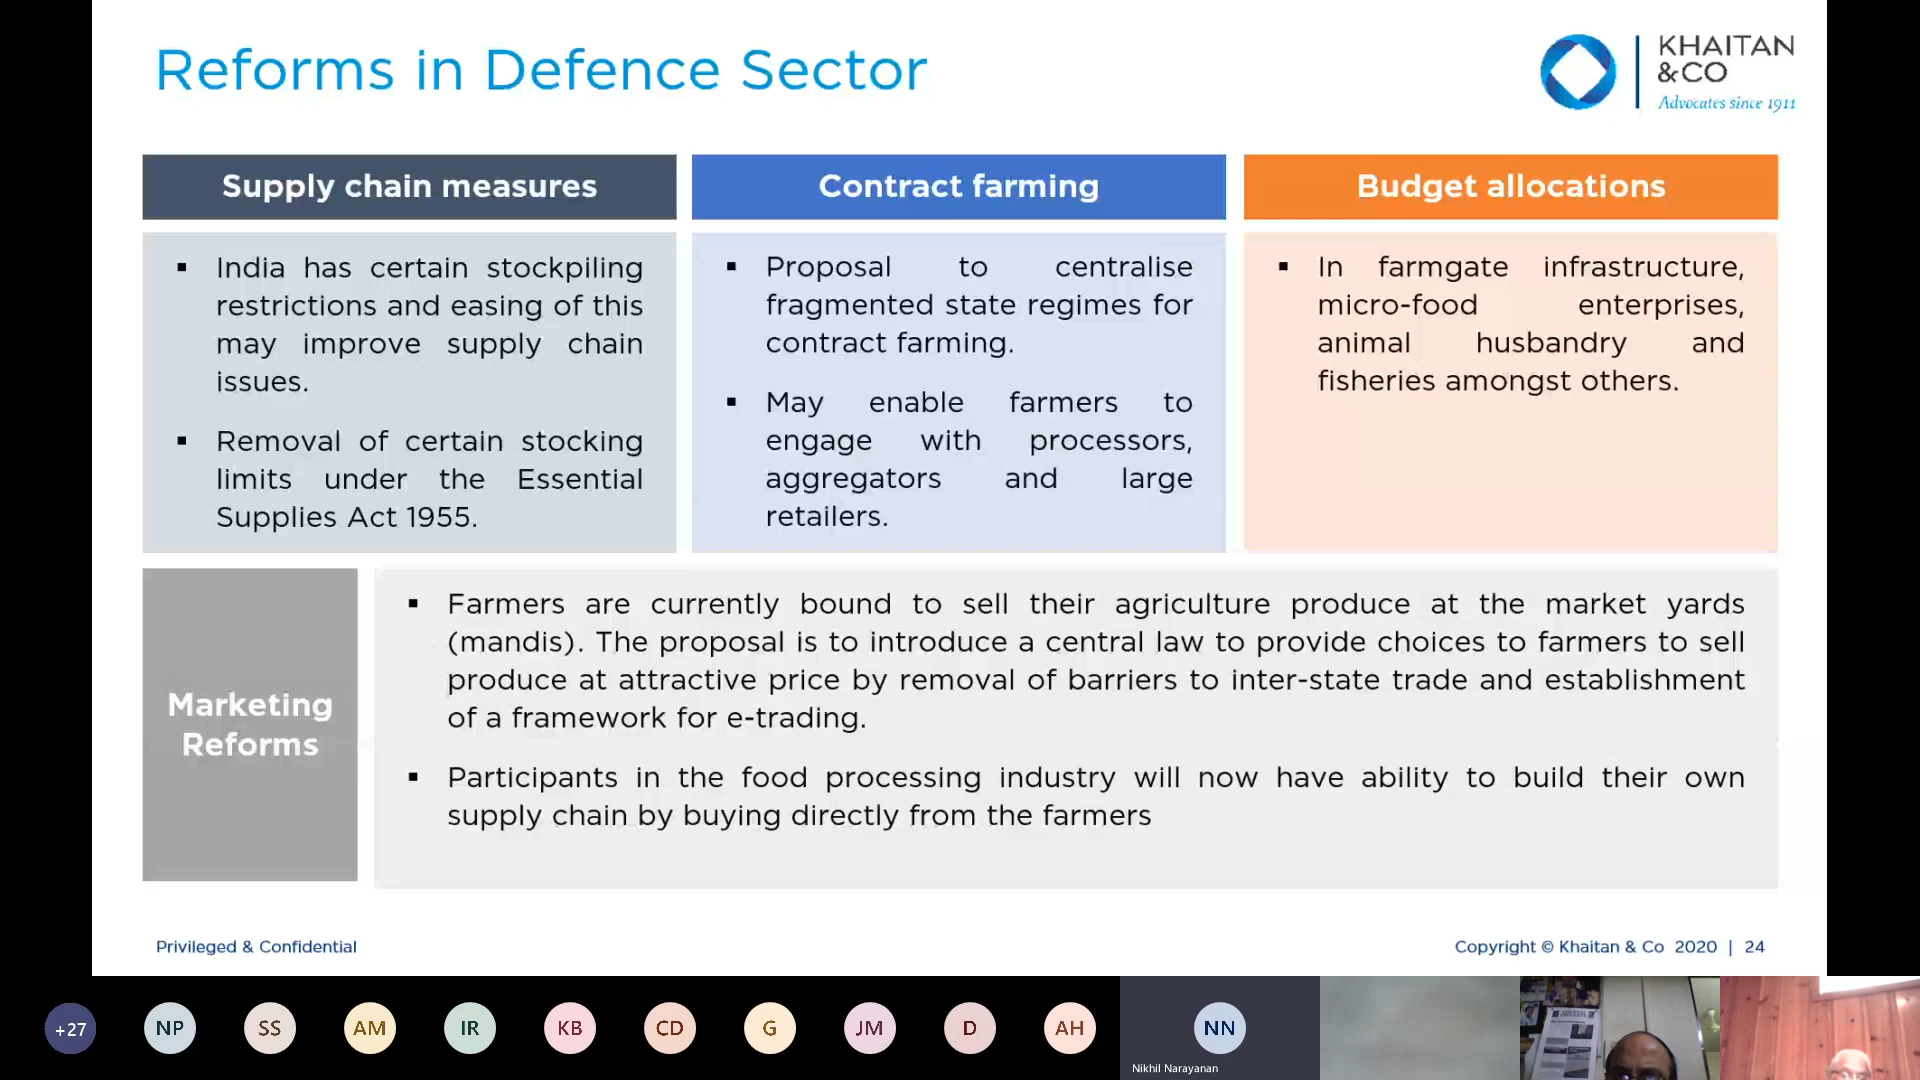 Reforms in Defence Sector
KHAITAN
&CO
Advocates since 1911
Supply chain measures
▪ India has certain stockpiling
restrictions and easing of this
may improve supply chain
issues.
▪ Removal of certain stocking
limits under the Essential
Supplies Act 1955.
Contract farming
▪ Proposal to centralise
fragmented state regimes for
contract farming.
▪ May enable farmers to
engage with processors,
aggregators and large
retailers.
Budget allocations
▪ In farmgate infrastructure,
micro-food enterprises,
animal husbandry and
fisheries amongst others.
Marketing
Reforms
▪ Farmers are currently bound to sell their agriculture produce at the market yards
(mandis). The proposal is to introduce a central law to provide choices to farmers to sell
produce at attractive price by removal of barriers to inter-state trade and establishment
of a framework for e-trading.
▪ Participants in the food processing industry will now have ability to build their own
supply chain by buying directly from the farmers
Privileged & Confidential
Copyright © Khaitan & Co 2020 | 24
+27 NP SS AM IR KB CD G JM D AH NN
Nikhil Narayanan